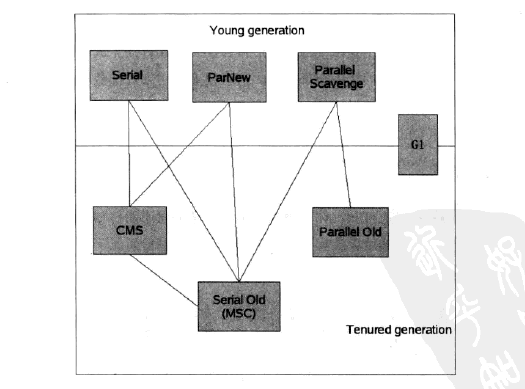 Young generation
Serial
ParNew
Parallel
Scavenge
G1
CMS
Parallel Old
Serial Old
(MSC)
Tenured generation